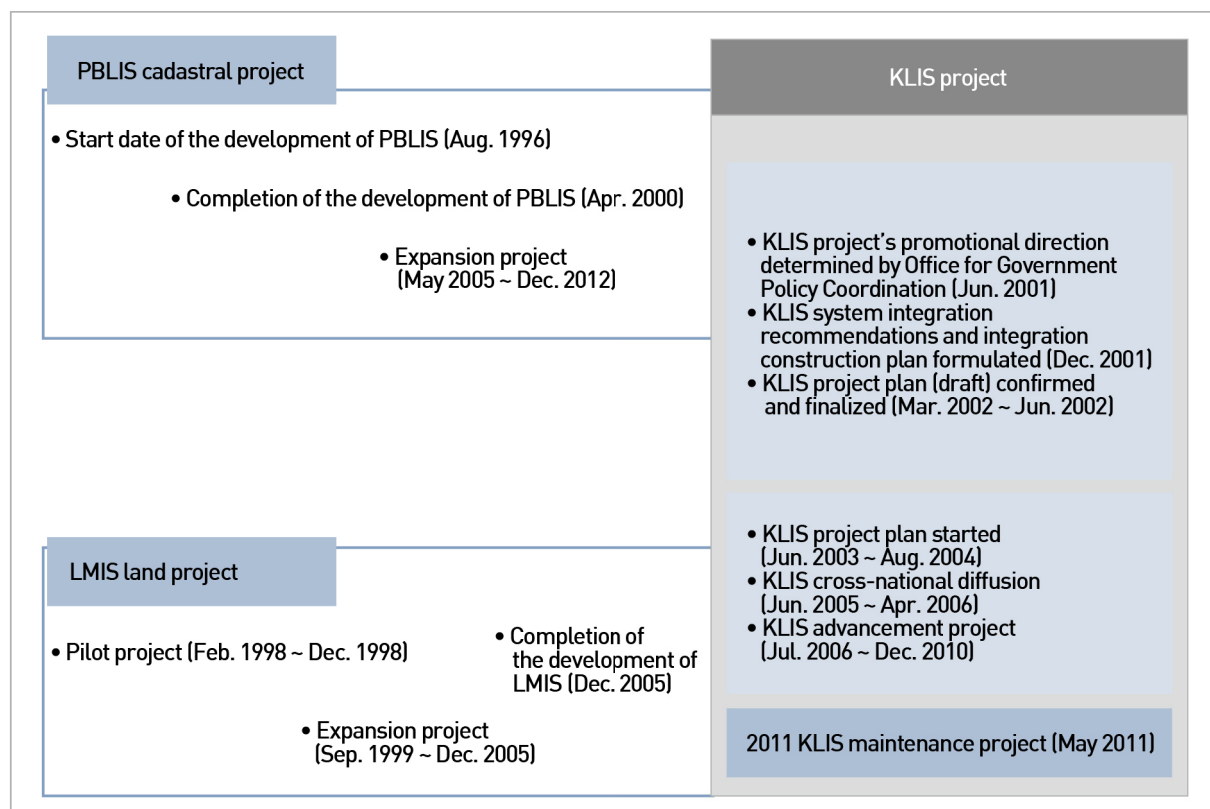 PBLIS cadastral project
• Start date of the development of PBLIS (Aug. 1996)
• Completion of the development of PBLIS (Apr. 2000)
• Expansion project
(May 2005 ~ Dec. 2012)
LMIS land project
• Pilot project (Feb. 1998 ~ Dec. 1998)
• Completion of
the development of
LMIS (Dec. 2005)
• Expansion project
(Sep. 1999 ~ Dec. 2005)
KLIS project
• KLIS project’s promotional direction
determined by Office for Government
Policy Coordination (Jun. 2001)
• KLIS system integration
recommendations and integration
construction plan formulated (Dec. 2001)
• KLIS project plan (draft) confirmed
and finalized (Mar. 2002 ~ Jun. 2002)
• KLIS project plan started
(Jun. 2003 ~ Aug. 2004)
• KLIS cross-national diffusion
(Jun. 2005 ~ Apr. 2006)
• KLIS advancement project
(Jul. 2006 ~ Dec. 2010)
2011 KLIS maintenance project (May 2011)